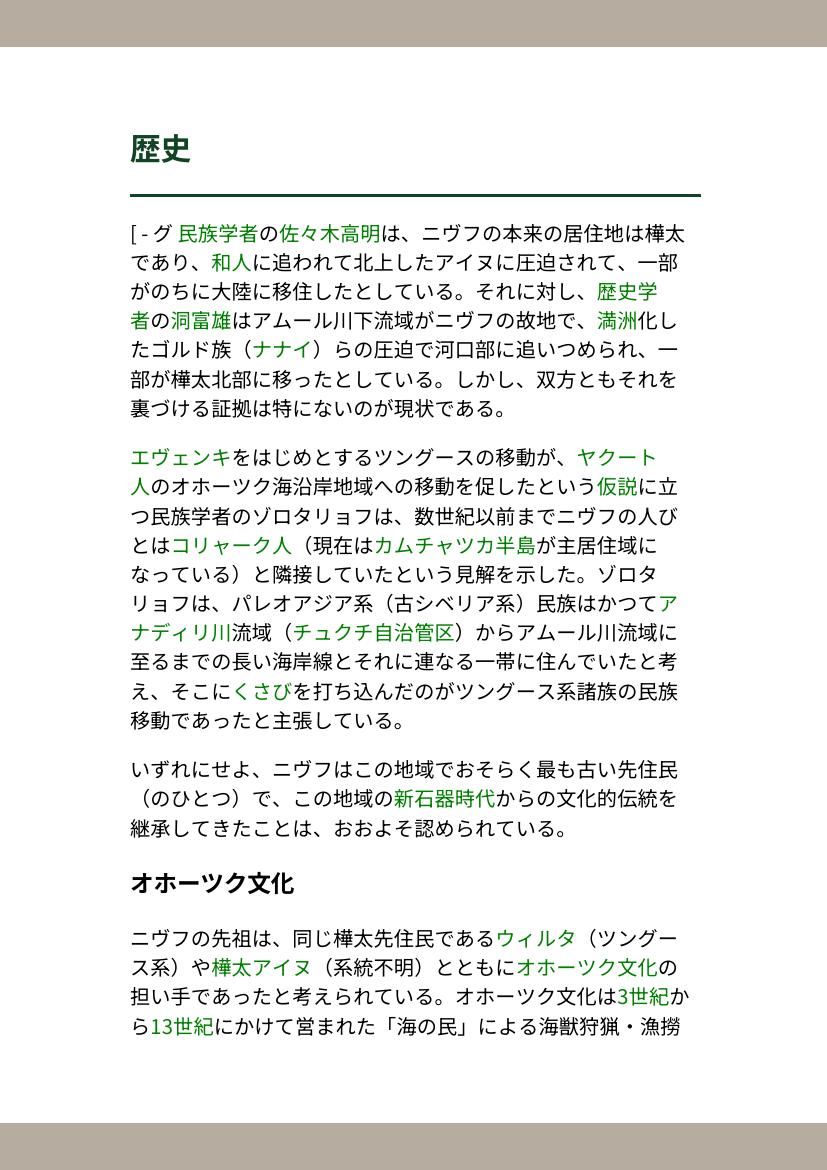 歴史
[ - グ 民族学者の佐々木高明は、ニヴフの本来の居住地は樺太
であり、和人に追われて北上したアイヌに圧迫されて、一部
がのちに大陸に移住したとしている。それに対し、歴史学
者の洞富雄はアムール川下流域がニヴフの故地で、満洲化し
たゴルド族（ナナイ）らの圧迫で河口部に追いつめられ、一
部が樺太北部に移ったとしている。しかし、双方ともそれを
裏づける証拠は特にないのが現状である。
エヴェンキをはじめとするツングースの移動が、ヤクート
人のオホーツク海沿岸地域への移動を促したという仮説に立
つ民族学者のゾロタリョフは、数世紀以前までニヴフの人び
とはコリャーク人（現在はカムチャツカ半島が主居住域に
なっている）と隣接していたという見解を示した。ゾロタ
リョフは、パレオアジア系（古シベリア系）民族はかつてア
ナディリ川流域（チュクチ自治管区）からアムール川流域に
至るまでの長い海岸線とそれに連なる一帯に住んでいたと考
え、そこにくさびを打ち込んだのがツングース系諸族の民族
移動であったと主張している。
いずれにせよ、ニヴフはこの地域でおそらく最も古い先住民
（のひとつ）で、この地域の新石器時代からの文化的伝統を
継承してきたことは、おおよそ認められている。
オホーツク文化
ニヴフの先祖は、同じ樺太先住民であるウィルタ（ツングー
ス系）や樺太アイヌ（系統不明）とともにオホーツク文化の
担い手であったと考えられている。オホーツク文化は3世紀か
ら13世紀にかけて営まれた「海の民」による海獣狩猟・漁撈